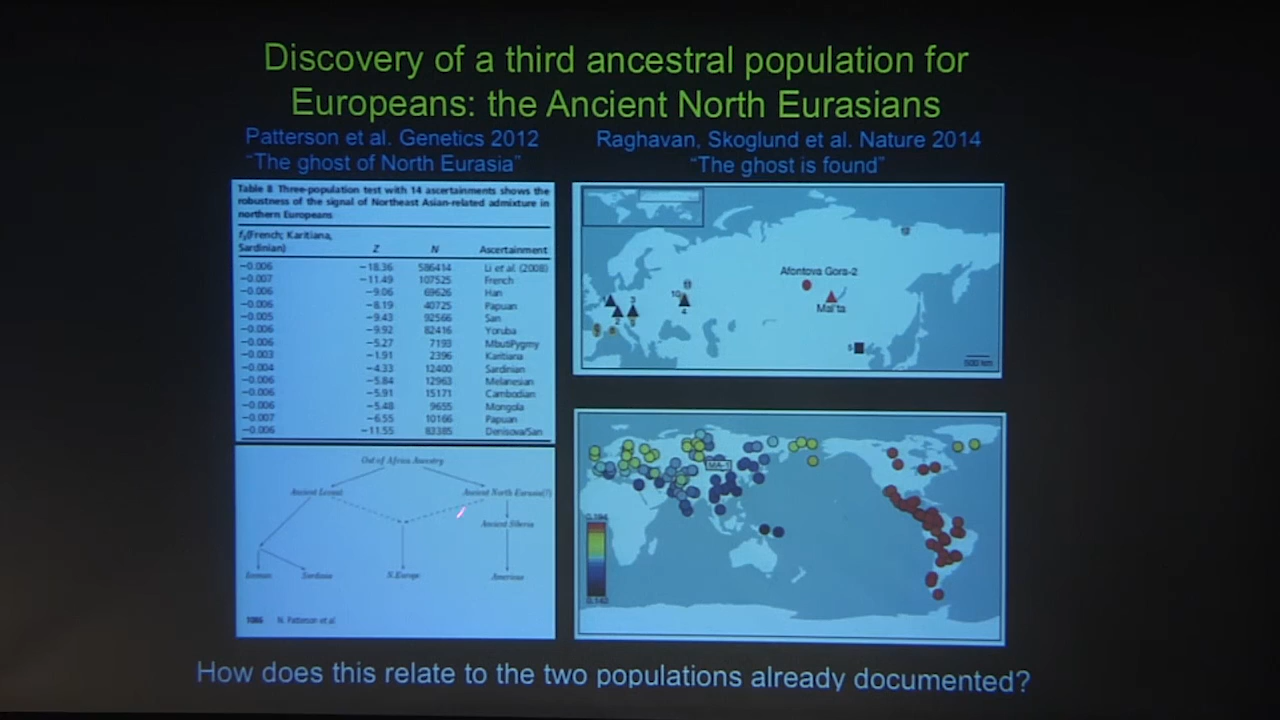 Discovery of a third ancestral population for
Europeans: the Ancient North Eurasians
Patterson et al. Genetics 2012
"The ghost of North Eurasia"
Raghavan, Skoglund et al. Nature 2014
"The ghost is found"
Table 8 Three-population test with 14 ascertainments shows the
robustness of the signal of Northeast Asian-related admixture in
northern Europeans
f3(French; Karitiana,
Sardinian) Z N Ascertainment
−0.006 −18.36 586414 Li et al (2008)
−0.007 −11.49 107525 French
−0.006 −9.06 69626 Han
−0.006 −8.19 40725 Papuan
−0.005 −9.43 92566 San
−0.006 −9.92 82416 Yoruba
−0.006 −5.27 7193 MbutiPygmy
−0.003 −1.91 2396 Karitiana
−0.004 −4.33 12400 Sardinian
−0.006 −5.84 12963 Melanesian
−0.006 −5.91 15171 Cambodian
−0.006 −5.48 9655 Mongola
−0.007 −6.55 10166 Papuan
−0.006 −11.55 Denisova/San
Out of Africa Ancestry
Ancient Levant
Ancient North Eurasia(?)
Ancient Siberia
Sardinia
N.Europe
Americas
1086 N. Patterson et al.
Afontova Gora-2
Mal'ta
500 km
MA-1
How does this relate to the two populations already documented?